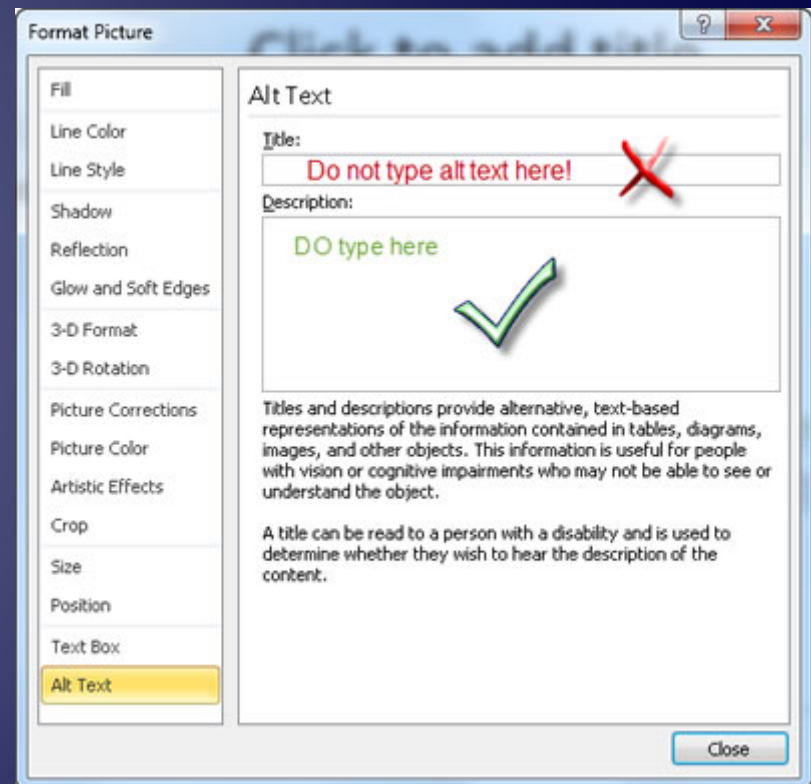 Format Picture
Click to add title
Fill
Line Color
Line Style
Shadow
Reflection
Glow and Soft Edges
3-D Format
3-D Rotation
Picture Corrections
Picture Color
Artistic Effects
Crop
Size
Position
Text Box
Alt Text
Alt Text
Title:
Do not type alt text here!
Description:
DO type here
Titles and descriptions provide alternative, text-based
representations of the information contained in tables, diagrams,
images, and other objects. This information is useful for people
with vision or cognitive impairments who may not be able to see or
understand the object.
A title can be read to a person with a disability and is used to
determine whether they wish to hear the description of the
content.
Close